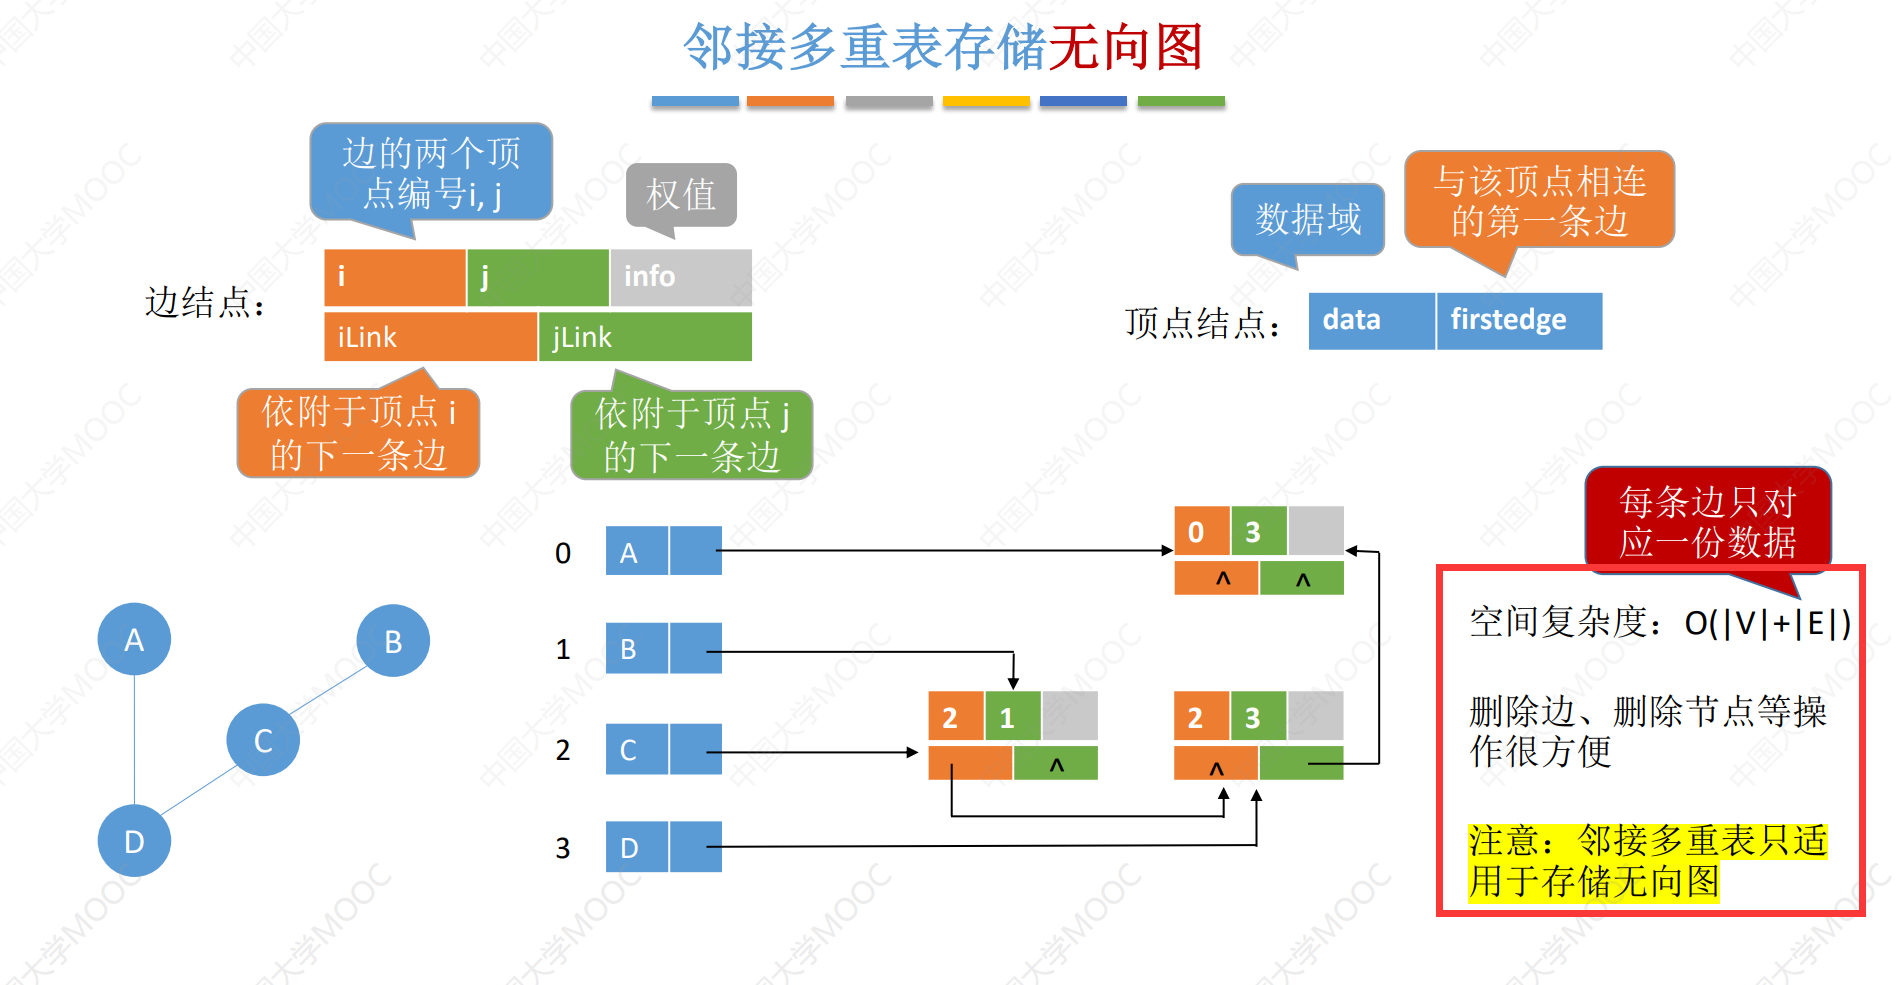 邻接多重表存储无向图
边的两个顶
点编号i, j
权值
数据域
与该顶点相连
的第一条边
边结点：
i j info
iLink jLink
顶点结点：
data firstedge
依附于顶点 i
的下一条边
依附于顶点 j
的下一条边
每条边只对
应一份数据
0 A
0 3
^ ^
1 B
2 1
^
2 3
^
2 C
3 D
A
B
C
D
空间复杂度：O(|V|+|E|)
删除边、删除节点等操
作很方便
注意：邻接多重表只适
用于存储无向图
中国大学MOOC